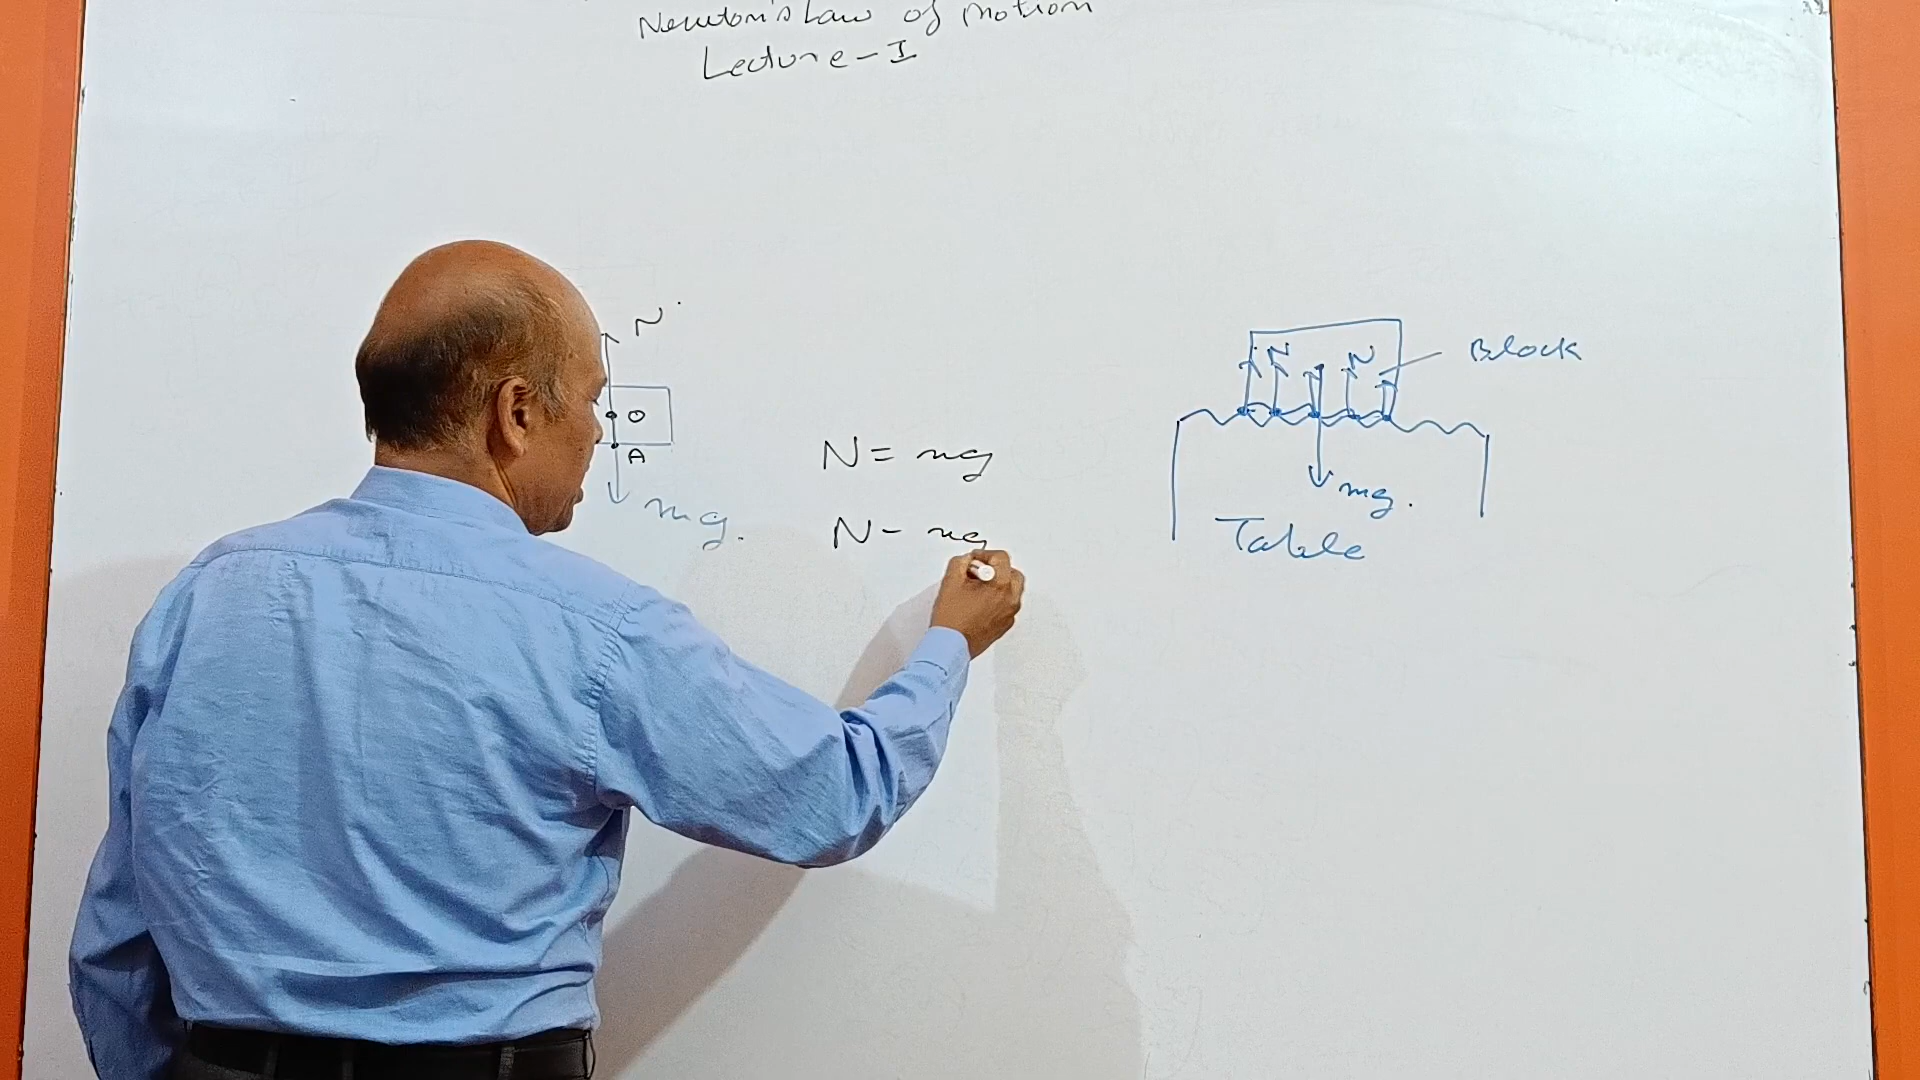 Newton's Law of Motion
Lecture - I
N
O
A
mg.
N = mg
N - mg
N N
Block
mg.
Table